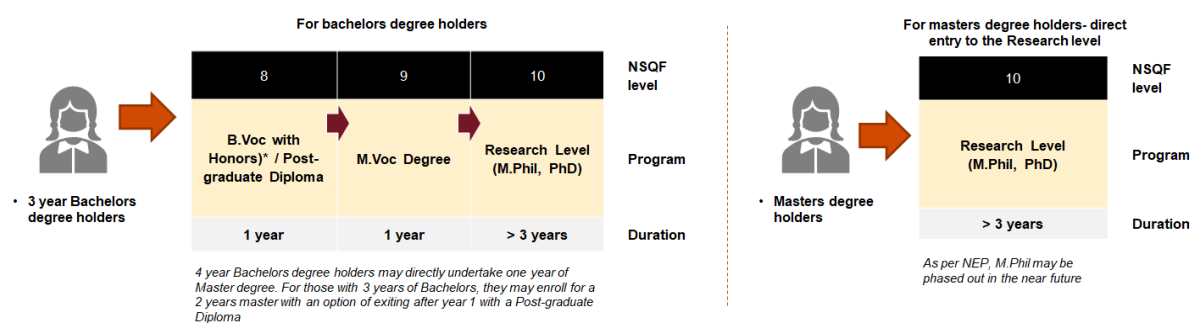 For bachelors degree holders
8
9
10
NSQF
level
B.Voc with
Honors)* / Post-
graduate Diploma
M.Voc Degree
Research Level
(M.Phil, PhD)
Program
• 3 year Bachelors
degree holders
1 year
1 year
> 3 years
Duration
4 year Bachelors degree holders may directly undertake one year of
Master degree. For those with 3 years of Bachelors, they may enroll for a
2 years master with an option of exiting after year 1 with a Post-graduate
Diploma
For masters degree holders- direct
entry to the Research level
10
NSQF
level
Research Level
(M.Phil, PhD)
Program
• Masters degree
holders
> 3 years
Duration
As per NEP, M.Phil may be
phased out in the near future